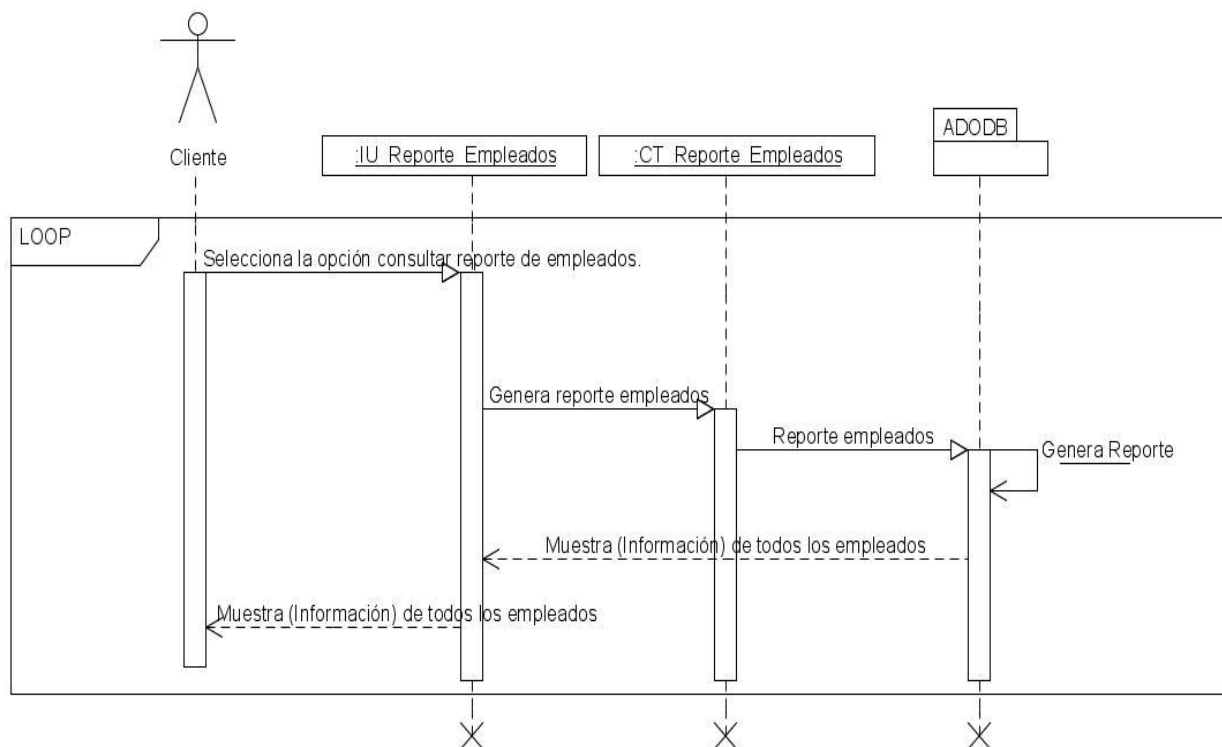 ADODB
Cliente
:IU Reporte Empleados
:CT Reporte Empleados
LOOP
Selecciona la opción consultar reporte de empleados.
Genera reporte empleados
Reporte empleados
Genera Reporte
Muestra (Información) de todos los empleados
Muestra (Información) de todos los empleados